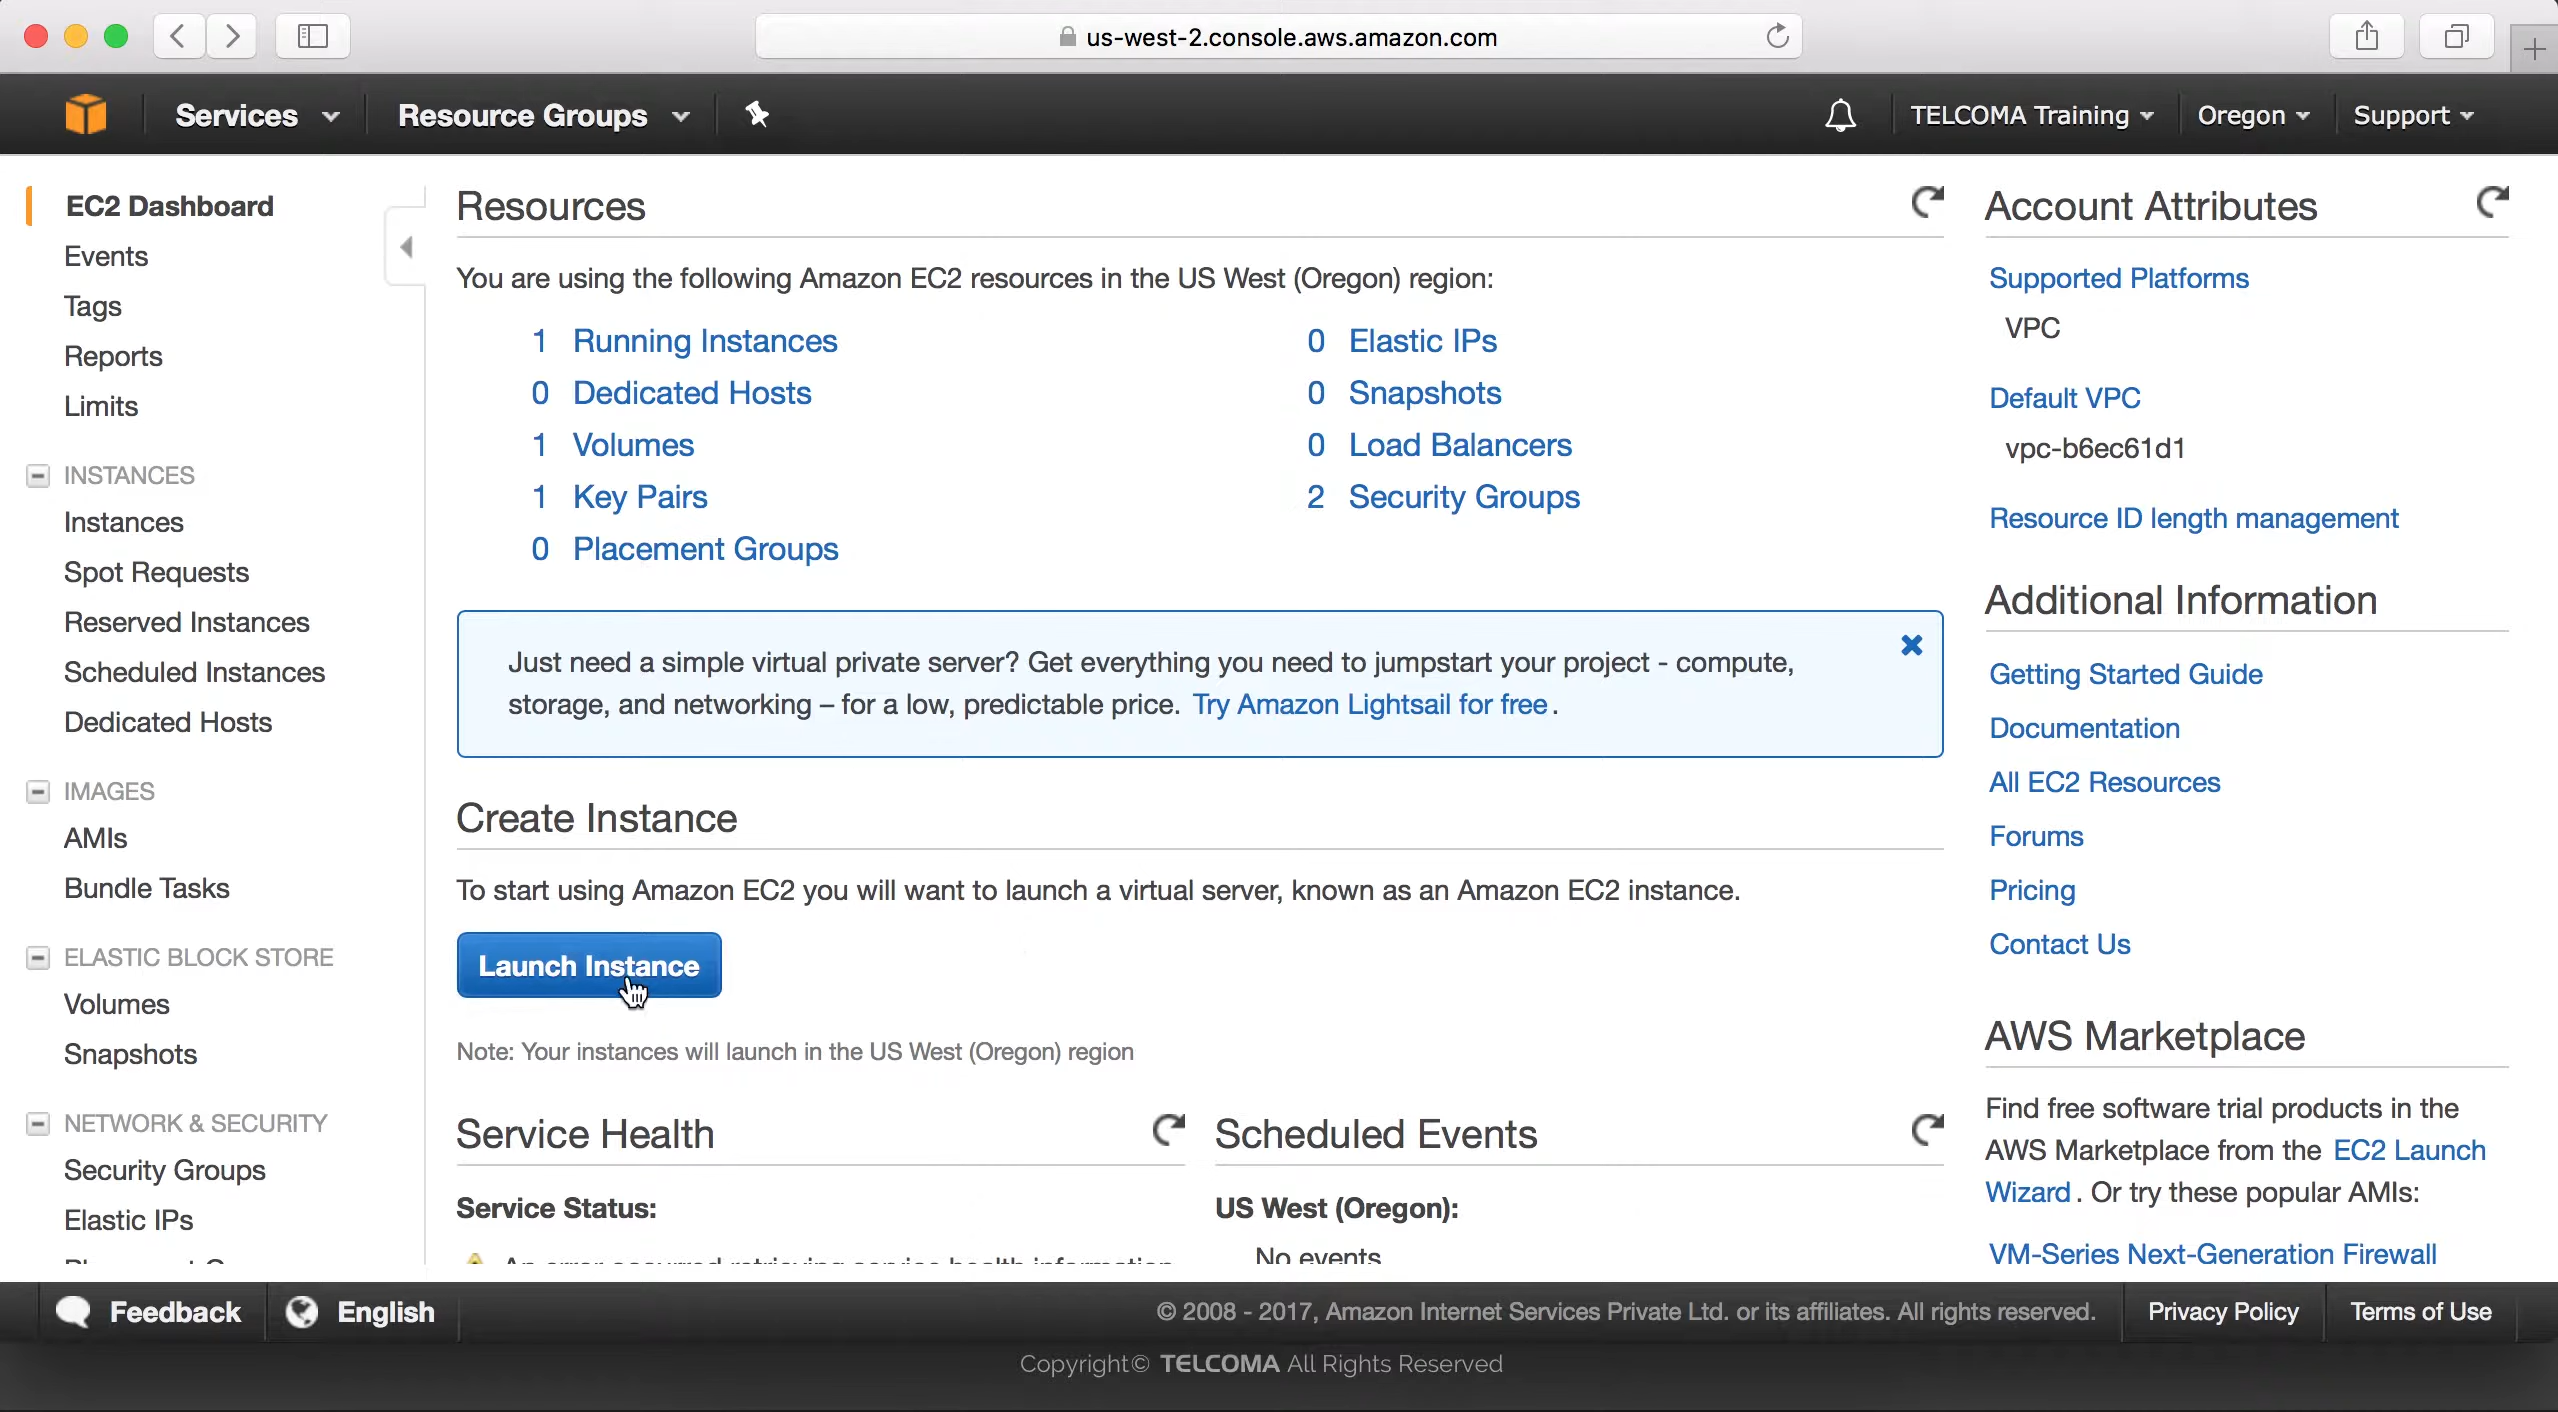 us-west-2.console.aws.amazon.com
Services
Resource Groups
TELCOMA Training
Oregon
Support
EC2 Dashboard
Events
Tags
Reports
Limits
INSTANCES
Instances
Spot Requests
Reserved Instances
Scheduled Instances
Dedicated Hosts
IMAGES
AMIs
Bundle Tasks
ELASTIC BLOCK STORE
Volumes
Snapshots
NETWORK & SECURITY
Security Groups
Elastic IPs
Resources
You are using the following Amazon EC2 resources in the US West (Oregon) region:
1 Running Instances
0 Dedicated Hosts
1 Volumes
1 Key Pairs
0 Placement Groups
0 Elastic IPs
0 Snapshots
0 Load Balancers
2 Security Groups
Just need a simple virtual private server? Get everything you need to jumpstart your project - compute,
storage, and networking – for a low, predictable price. Try Amazon Lightsail for free.
Create Instance
To start using Amazon EC2 you will want to launch a virtual server, known as an Amazon EC2 instance.
Launch Instance
Note: Your instances will launch in the US West (Oregon) region
Service Health
Service Status:
An error occurred retrieving service health information
Scheduled Events
US West (Oregon):
No events
Account Attributes
Supported Platforms
VPC
Default VPC
vpc-b6ec61d1
Resource ID length management
Additional Information
Getting Started Guide
Documentation
All EC2 Resources
Forums
Pricing
Contact Us
AWS Marketplace
Find free software trial products in the
AWS Marketplace from the EC2 Launch
Wizard. Or try these popular AMIs:
VM-Series Next-Generation Firewall
Feedback
English
© 2008 - 2017, Amazon Internet Services Private Ltd. or its affiliates. All rights reserved.
Privacy Policy
Terms of Use
Copyright© TELCOMA All Rights Reserved